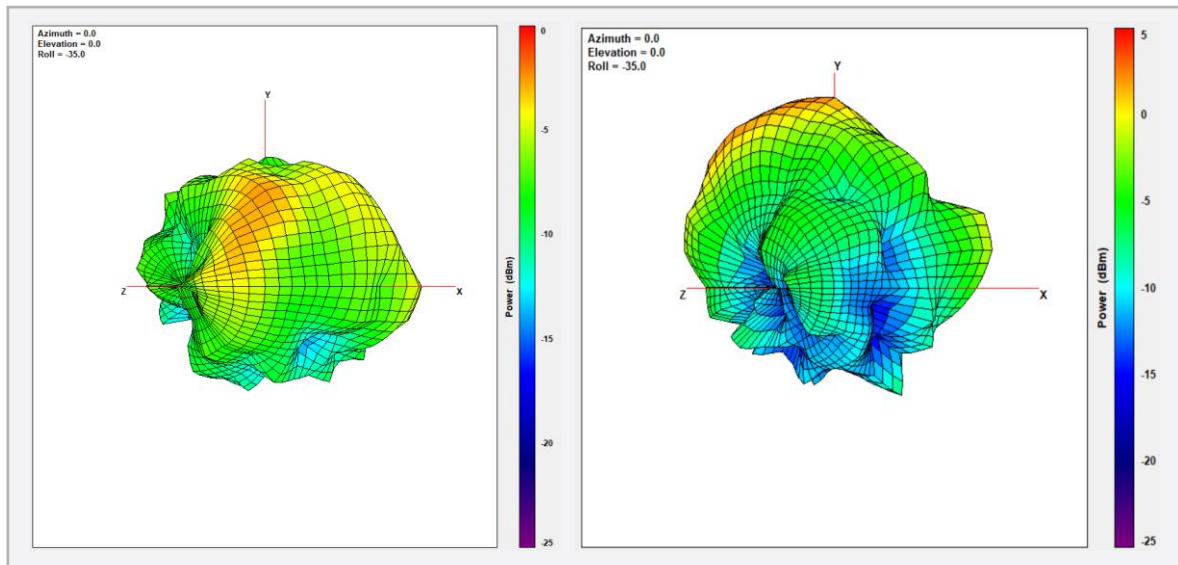 Azimuth = 0.0
Elevation = 0.0
Roll = -35.0
Y
Z
X
0
-5
-10
-15
-20
-25
Power (dBm)
Azimuth = 0.0
Elevation = 0.0
Roll = -35.0
Y
Z
X
5
0
-5
-10
-15
-20
-25
Power (dBm)